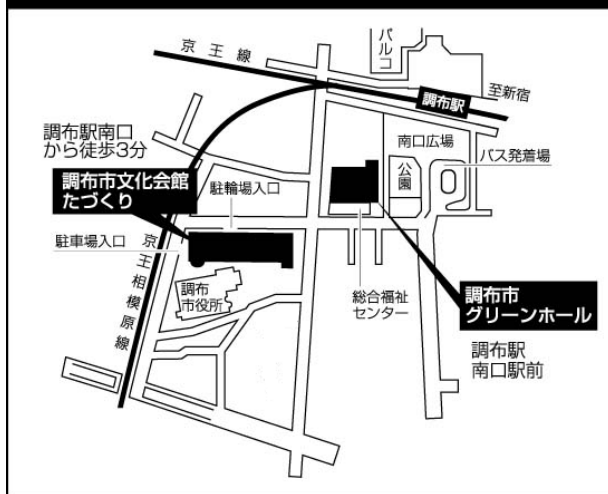 パルコ
京王線
至新宿
調布駅
調布駅南口
から徒歩3分
南口広場
バス発着場
公園
調布市文化会館
たづくり
駐輪場入口
駐車場入口
調布
市役所
総合福祉
センター
調布市
グリーンホール
調布駅
南口駅前
京王相模原線